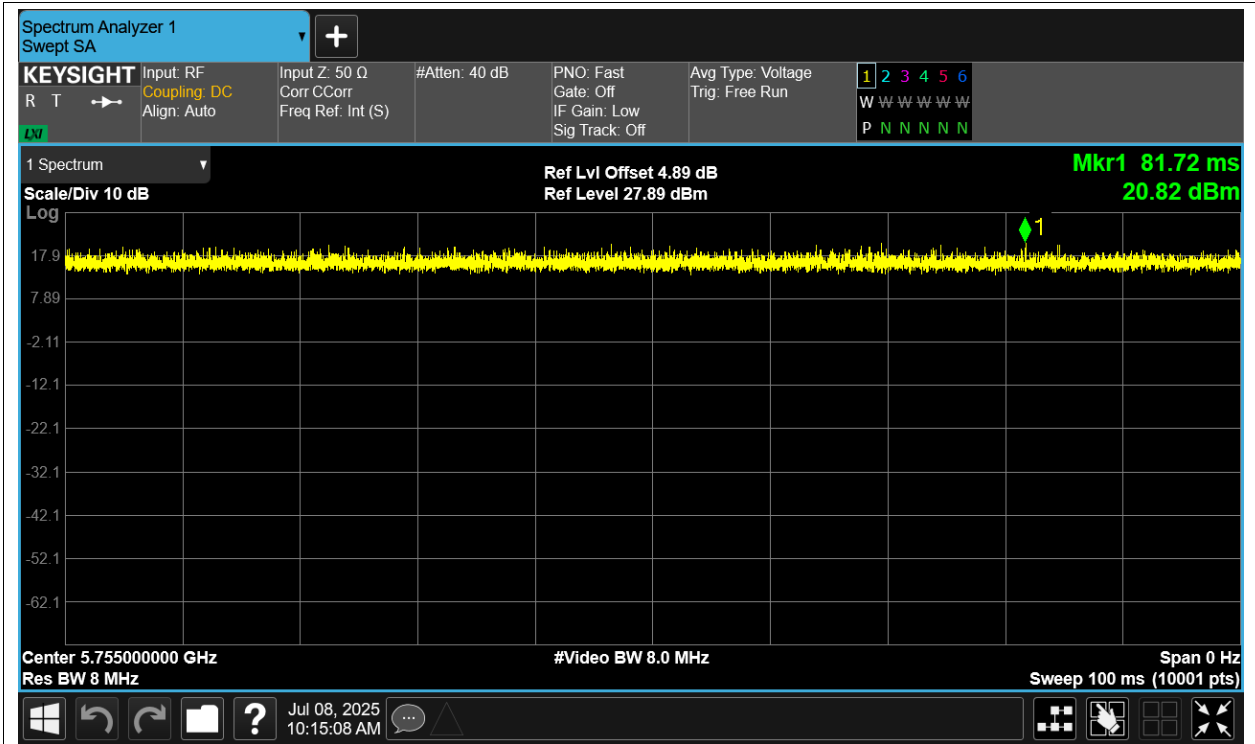 Spectrum Analyzer 1
Swept SA
KEYSIGHT
R T
LXI
Input: RF
Coupling: DC
Align: Auto
Input Z: 50 Ω
Corr CCorr
Freq Ref: Int (S)
#Atten: 40 dB
PNO: Fast
Gate: Off
IF Gain: Low
Sig Track: Off
Avg Type: Voltage
Trig: Free Run
1 2 3 4 5 6
W W W W W W
P N N N N N
1 Spectrum
Scale/Div 10 dB
Ref Lvl Offset 4.89 dB
Ref Level 27.89 dBm
Mkr1 81.72 ms
20.82 dBm
Log
1
17.9
7.89
-2.11
-12.1
-22.1
-32.1
-42.1
-52.1
-62.1
Center 5.755000000 GHz
Res BW 8 MHz
#Video BW 8.0 MHz
Span 0 Hz
Sweep 100 ms (10001 pts)
?
Jul 08, 2025
10:15:08 AM